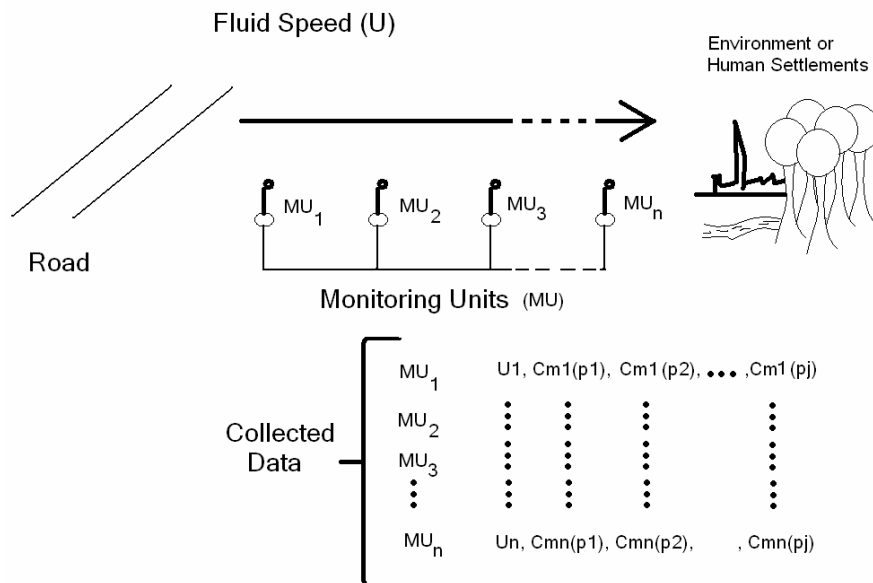 Fluid Speed (U)
Environment or
Human Settlements
MU1 MU2 MU3 MUn
Road
Monitoring Units (MU)
Collected
Data
MU1 U1, Cm1(p1), Cm1(p2), ••• ,Cm1(pj)
MU2
MU3
MUn Un, Cmn(p1), Cmn(p2), , Cmn(pj)